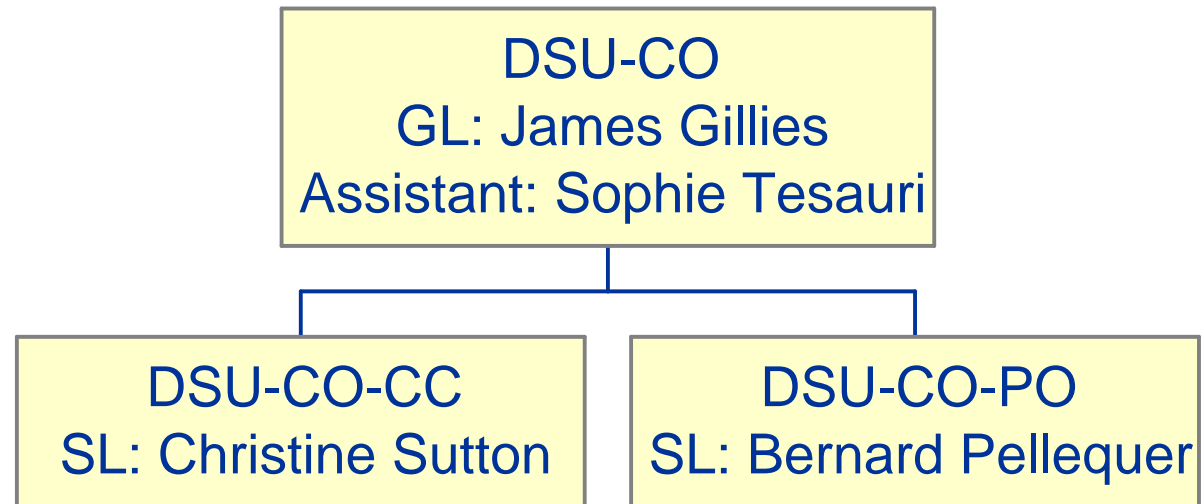 DSU-CO
GL: James Gillies
Assistant: Sophie Tesauri
DSU-CO-CC
SL: Christine Sutton
DSU-CO-PO
SL: Bernard Pellequer